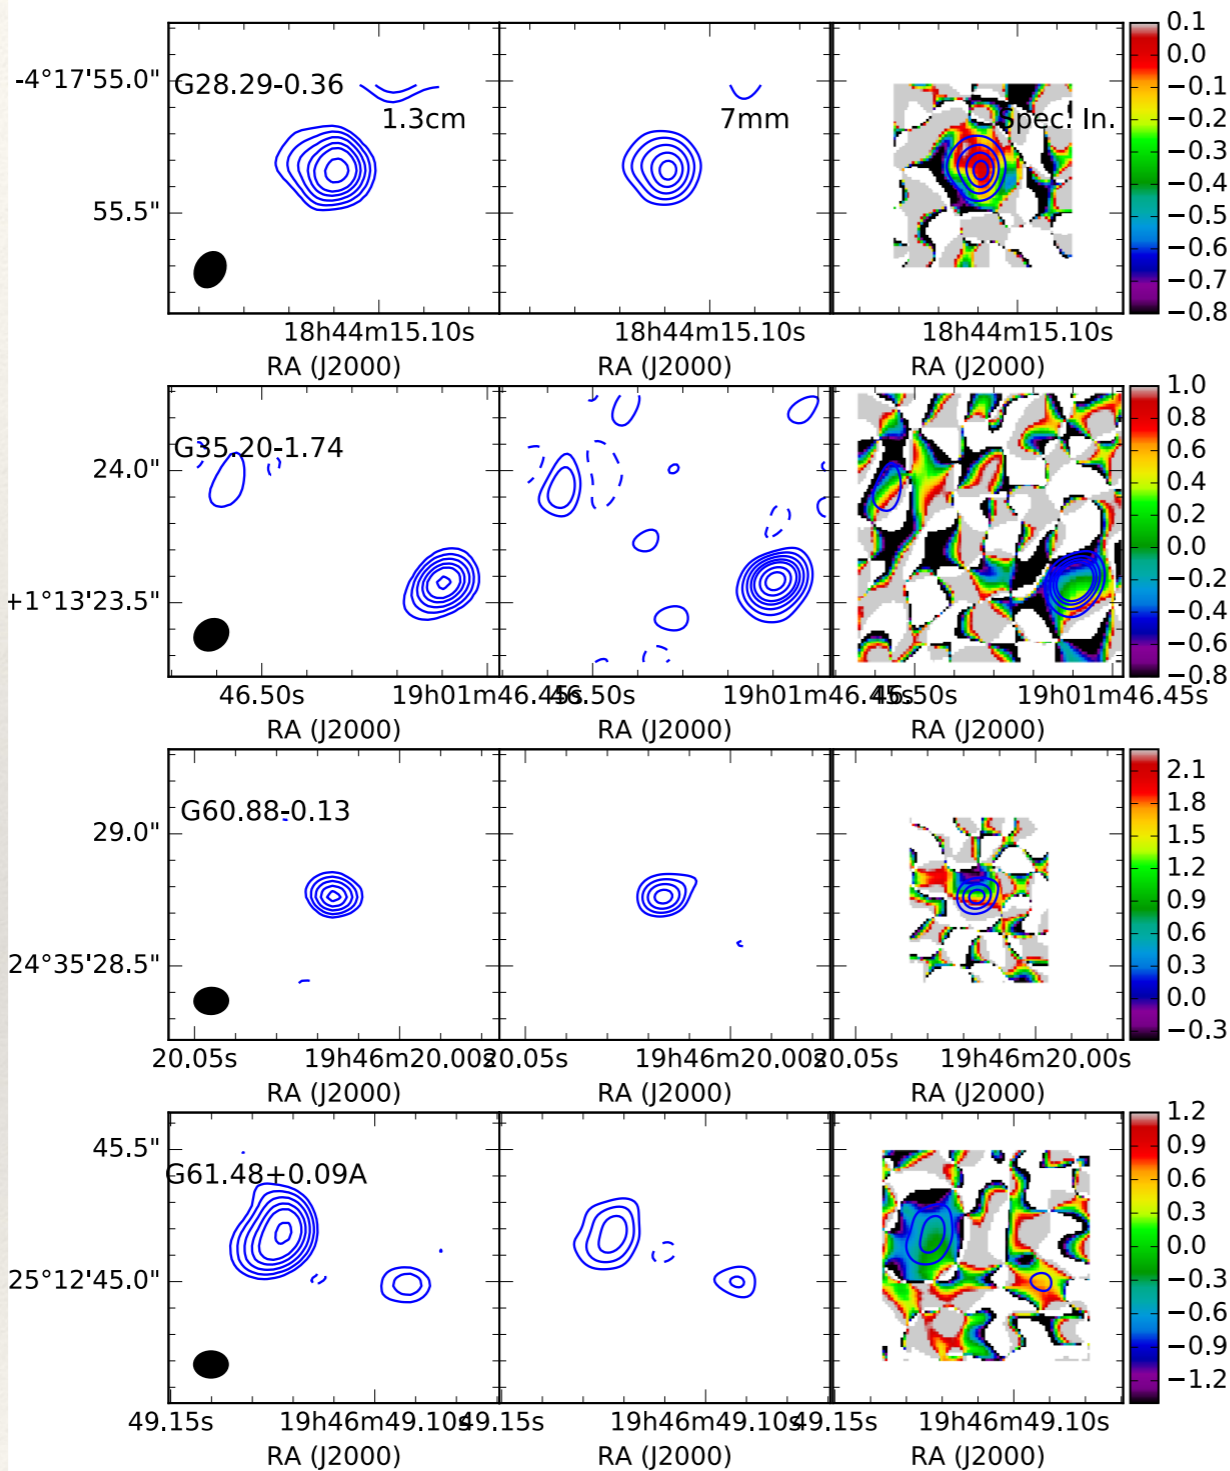 -4°17'55.0"
G28.29-0.36
1.3cm
7mm
Spec. In.
55.5"
0.1
0.0
−0.1
−0.2
−0.3
−0.4
−0.5
−0.6
−0.7
−0.8
18h44m15.10s
18h44m15.10s
18h44m15.10s
RA (J2000)
RA (J2000)
RA (J2000)
G35.20-1.74
24.0"
+1°13'23.5"
1.0
0.8
0.6
0.4
0.2
0.0
−0.2
−0.4
−0.6
−0.8
46.50s
19h01m46.45s
46.50s
19h01m46.45s
46.50s
19h01m46.45s
RA (J2000)
RA (J2000)
RA (J2000)
G60.88-0.13
29.0"
24°35'28.5"
2.1
1.8
1.5
1.2
0.9
0.6
0.3
0.0
−0.3
20.05s
19h46m20.00s
20.05s
19h46m20.00s
20.05s
19h46m20.00s
RA (J2000)
RA (J2000)
RA (J2000)
45.5"
G61.48+0.09A
25°12'45.0"
1.2
0.9
0.6
0.3
0.0
−0.3
−0.6
−0.9
−1.2
49.15s
19h46m49.10s
49.15s
19h46m49.10s
49.15s
19h46m49.10s
RA (J2000)
RA (J2000)
RA (J2000)